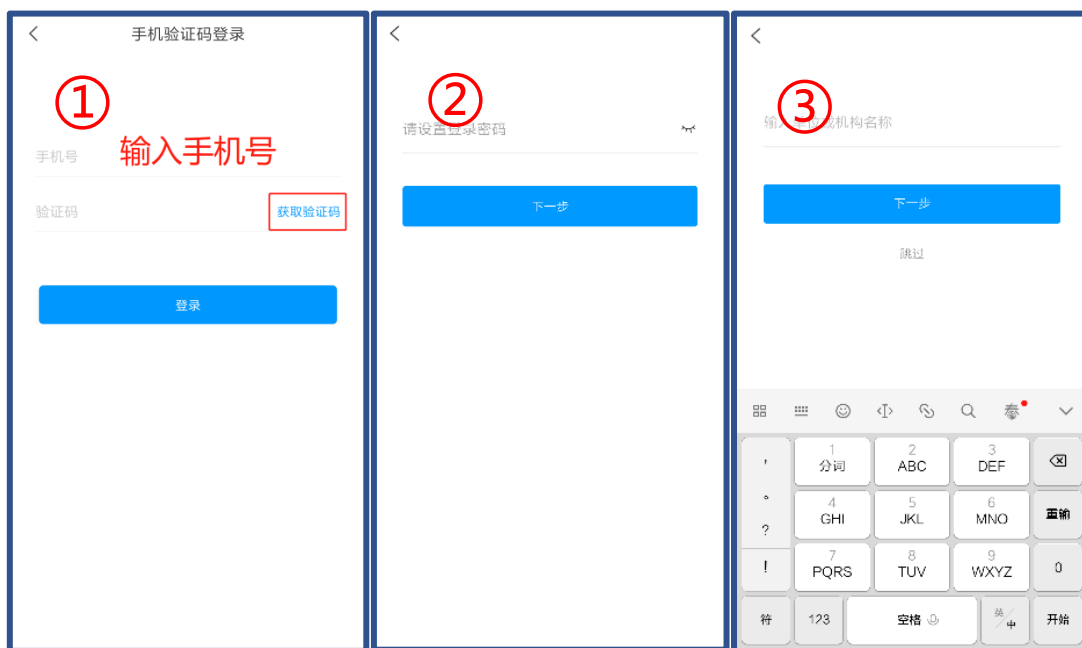 手机验证码登录
①
输入手机号
手机号
验证码
获取验证码
登录
②
请设置登录密码
下一步
③
输入单位或机构名称
下一步
跳过
，
。
?
!
1
分词
2
ABC
3
DEF
4
GHI
5
JKL
6
MNO
重输
7
PQRS
8
TUV
9
WXYZ
0
符
123
空格
英/中
开始